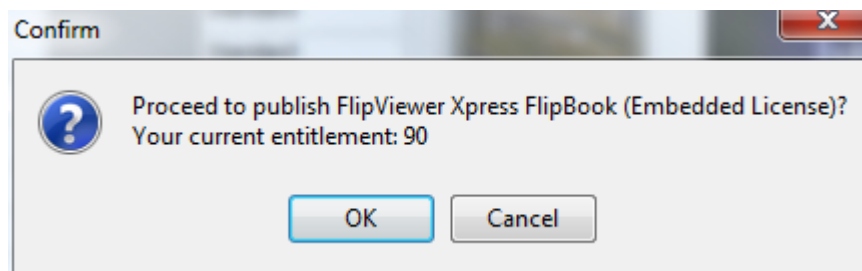 Confirm
Proceed to publish FlipViewer Xpress FlipBook (Embedded License)?
Your current entitlement: 90
OK
Cancel